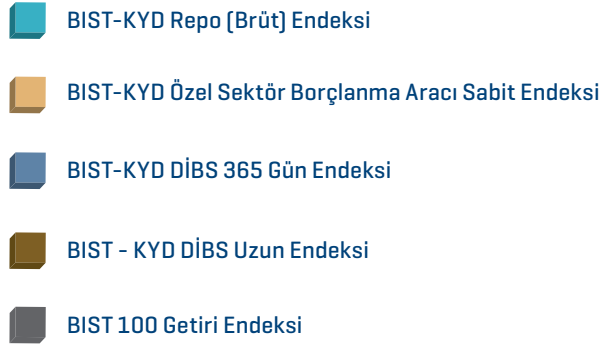 BIST-KYD Repo (Brüt) Endeksi
BIST-KYD Özel Sektör Borçlanma Aracı Sabit Endeksi
BIST-KYD DİBS 365 Gün Endeksi
BIST - KYD DİBS Uzun Endeksi
BIST 100 Getiri Endeksi